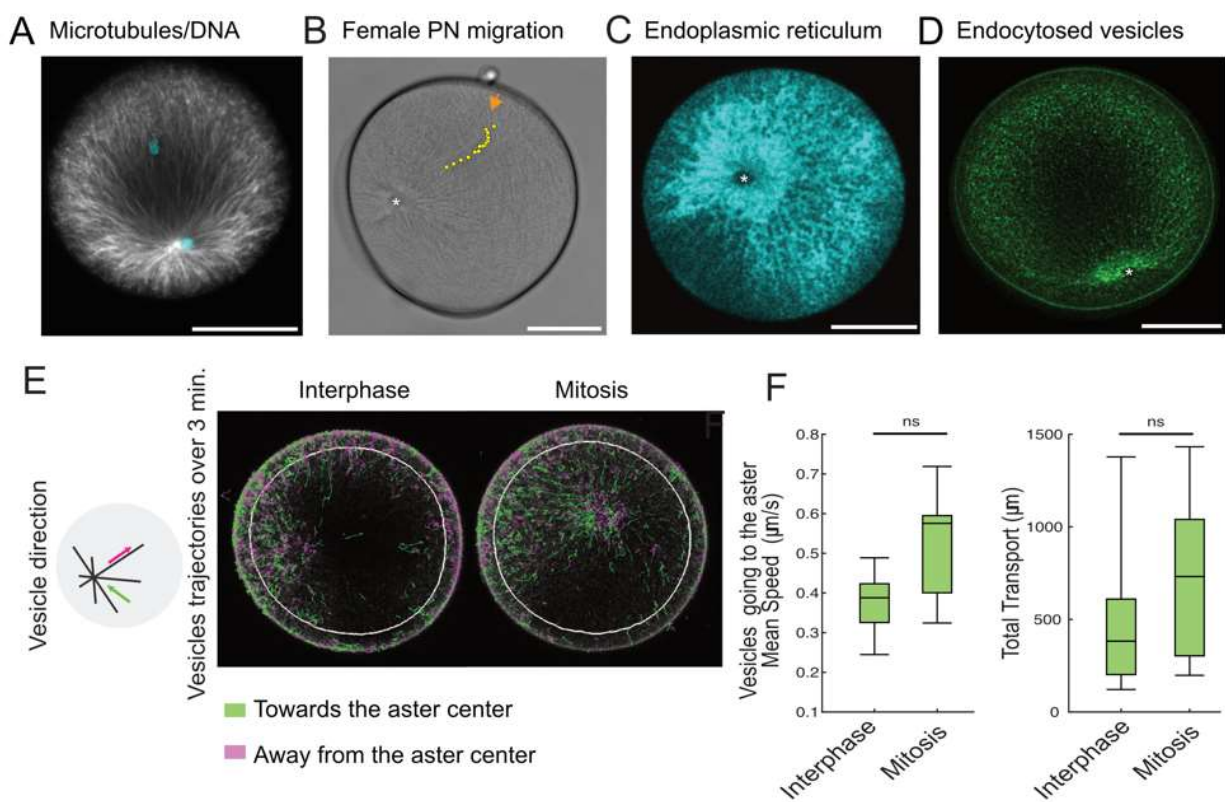 A Microtubules/DNA
B Female PN migration
C Endoplasmic reticulum
D Endocytosed vesicles
*
*
*
E
Vesicle direction
Vesicles trajectories over 3 min.
Interphase
Mitosis
F
Towards the aster center
Away from the aster center
F
Vesicles going to the aster
Mean Speed (µm/s)
0.8
0.7
0.6
0.5
0.4
0.3
0.2
0.1
ns
Interphase
Mitosis
Total Transport (µm)
1500
1000
500
0
ns
Interphase
Mitosis